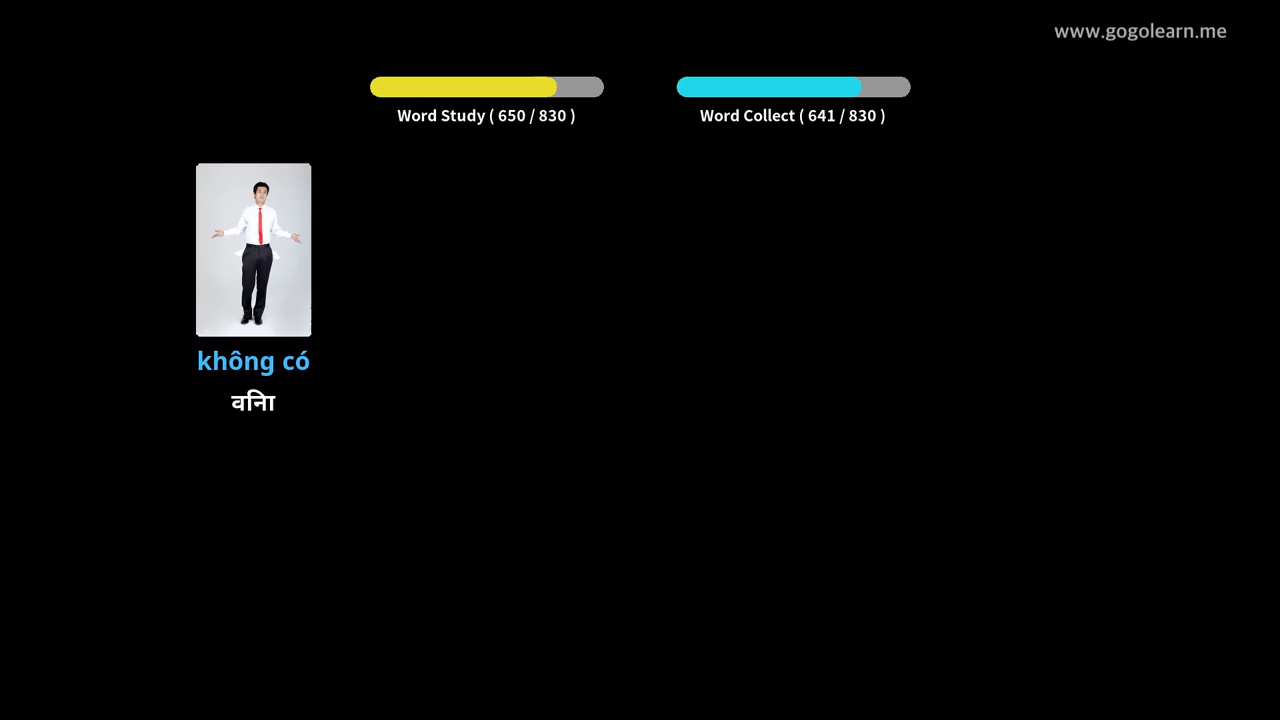 www.gogolearn.me
Word Study ( 650 / 830 )
Word Collect ( 641 / 830 )
không có
वनिा